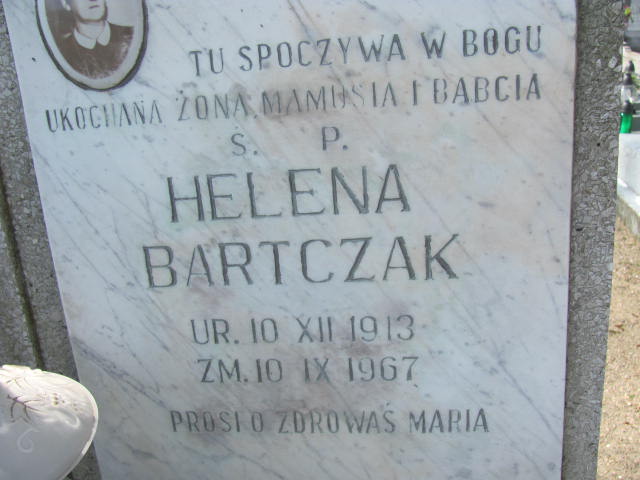 TU SPOCZYWA W BOGU
UKOCHANA ŻONA, MAMUSIA I BABCIA
Ś. P.
HELENA
BARTCZAK
UR. 10 XII 1913
ZM. 10 IX 1967
PROSI O ZDROWAŚ MARIA